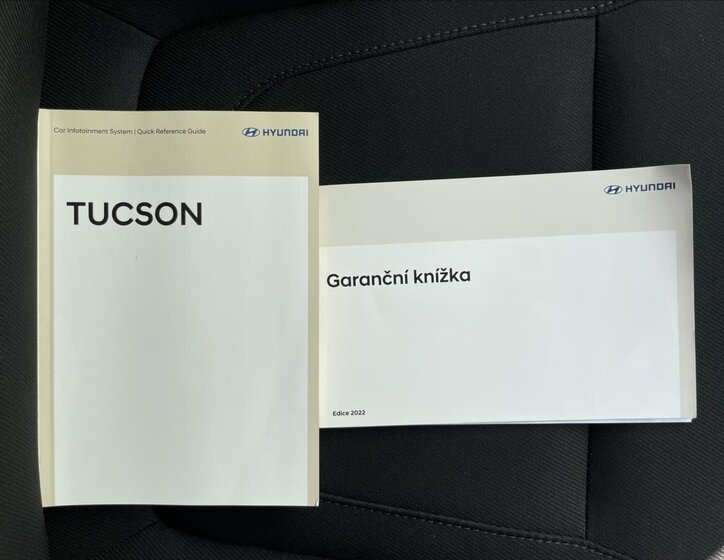 Car Infotainment System | Quick Reference Guide
HYUNDAI
TUCSON
HYUNDAI
Garanční knížka
Edice 2022